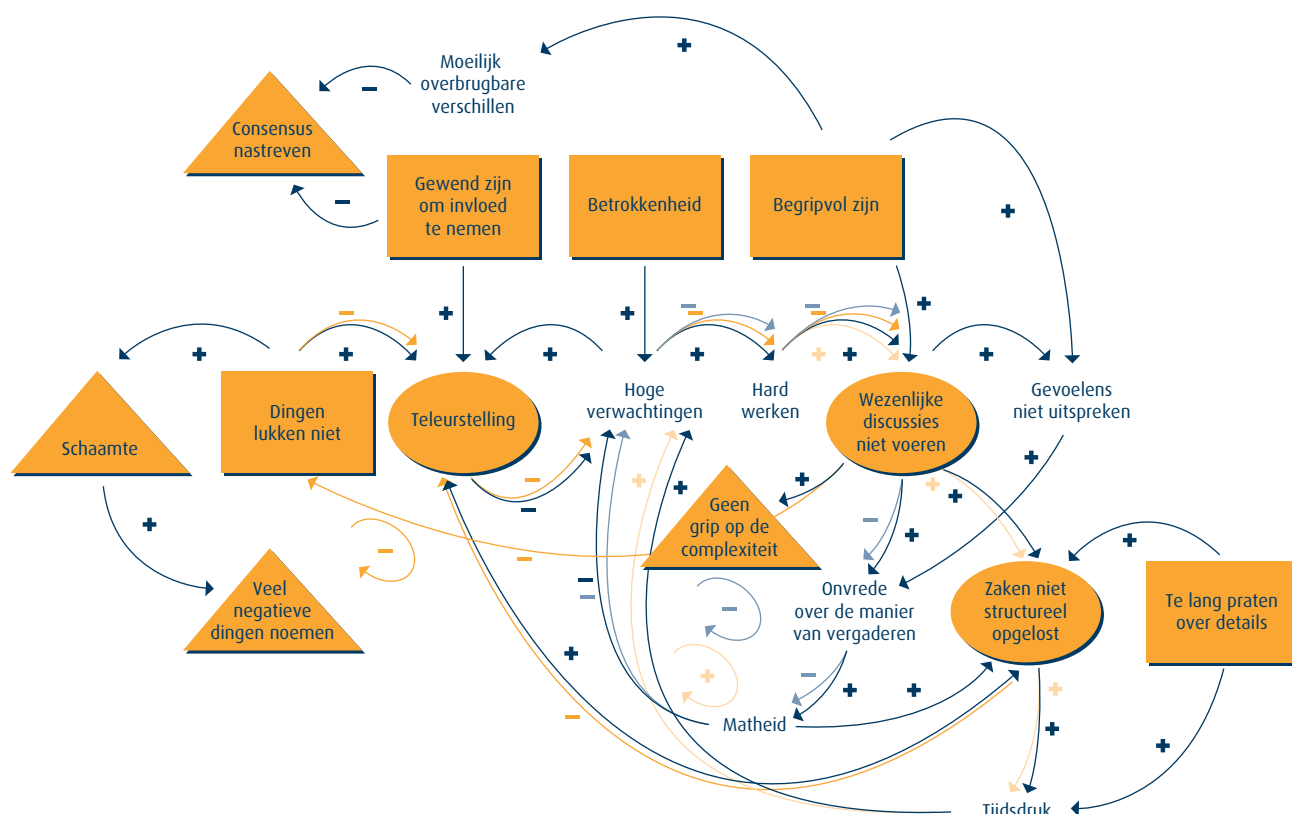 Moeilijk
overbrugbare
verschillen
Consensus
nastreven
Gewend zijn
om invloed
te nemen
Betrokkenheid
Begripvol zijn
Schaamte
Dingen
lukken niet
Teleurstelling
Hoge
verwachtingen
Hard
werken
Wezenlijke
discussies
niet voeren
Gevoelens
niet uitspreken
Geen
grip op de
complexiteit
Veel
negatieve
dingen noemen
Onvrede
over de manier
van vergaderen
Zaken niet
structureel
opgelost
Te lang praten
over details
Matheid
Tijdsdruk